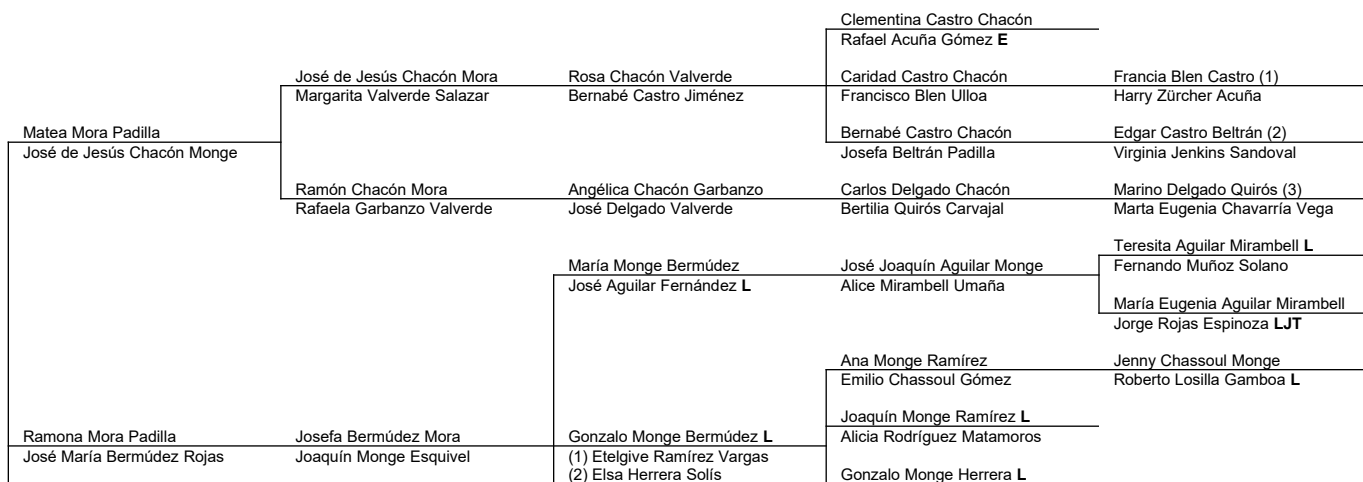 Clementina Castro Chacón
Rafael Acuña Gómez E
José de Jesús Chacón Mora Rosa Chacón Valverde Caridad Castro Chacón Francia Blen Castro (1)
Margarita Valverde Salazar Bernabé Castro Jiménez Francisco Blen Ulloa Harry Zürcher Acuña
Matea Mora Padilla Bernabé Castro Chacón Edgar Castro Beltrán (2)
José de Jesús Chacón Monge Josefa Beltrán Padilla Virginia Jenkins Sandoval
Ramón Chacón Mora Angélica Chacón Garbanzo Carlos Delgado Chacón Marino Delgado Quirós (3)
Rafaela Garbanzo Valverde José Delgado Valverde Bertilia Quirós Carvajal Marta Eugenia Chavarría Vega
Teresita Aguilar Mirambell L
María Monge Bermúdez José Joaquín Aguilar Monge Fernando Muñoz Solano
José Aguilar Fernández L Alice Mirambell Umaña
María Eugenia Aguilar Mirambell
Jorge Rojas Espinoza LJT
Ana Monge Ramírez Jenny Chassoul Monge
Emilio Chassoul Gómez Roberto Losilla Gamboa L
Joaquín Monge Ramírez L
Ramona Mora Padilla Josefa Bermúdez Mora Gonzalo Monge Bermúdez L Alicia Rodríguez Matamoros
José María Bermúdez Rojas Joaquín Monge Esquivel (1) Etelgive Ramírez Vargas
(2) Elsa Herrera Solís Gonzalo Monge Herrera L